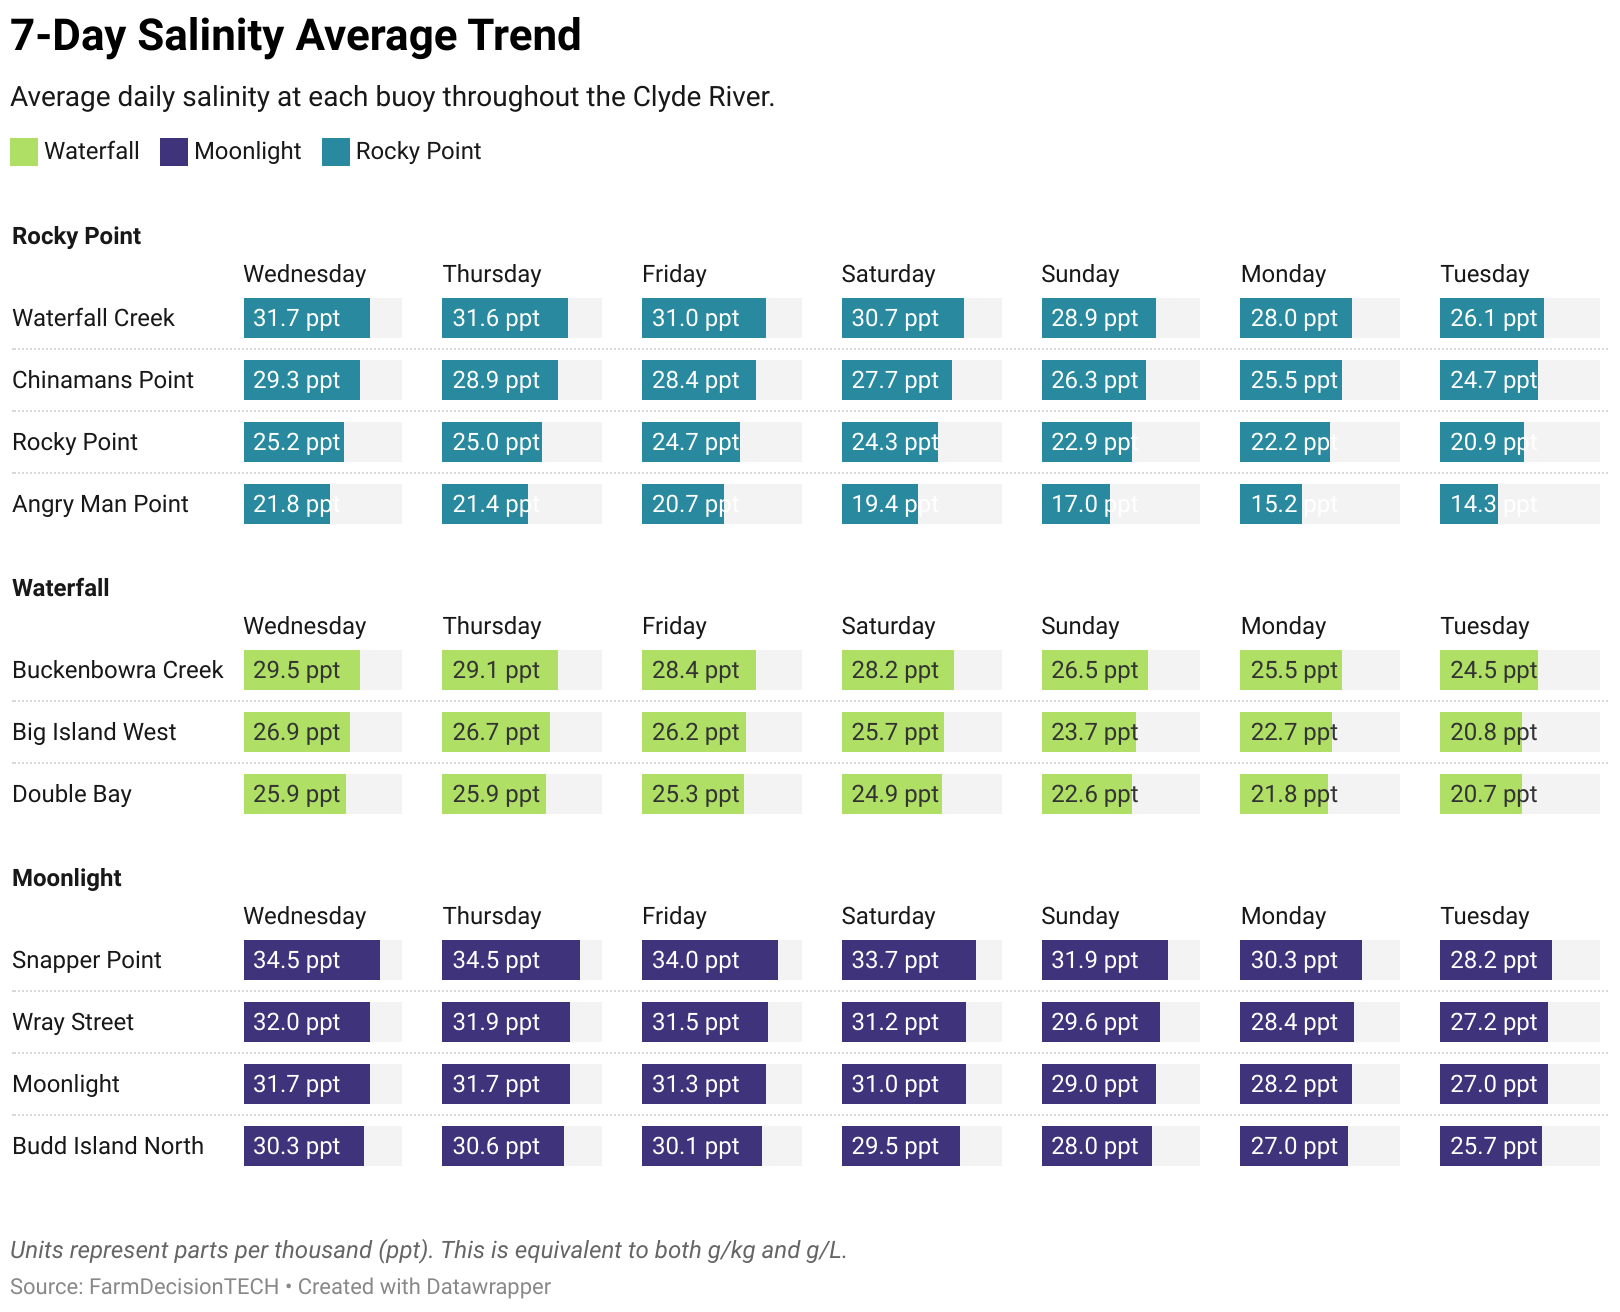 7-Day Salinity Average Trend
Average daily salinity at each buoy throughout the Clyde River.
Waterfall Moonlight Rocky Point
Rocky Point
Wednesday Thursday Friday Saturday Sunday Monday Tuesday
Waterfall Creek 31.7 ppt 31.6 ppt 31.0 ppt 30.7 ppt 28.9 ppt 28.0 ppt 26.1 ppt
Chinamans Point 29.3 ppt 28.9 ppt 28.4 ppt 27.7 ppt 26.3 ppt 25.5 ppt 24.7 ppt
Rocky Point 25.2 ppt 25.0 ppt 24.7 ppt 24.3 ppt 22.9 ppt 22.2 ppt 20.9 ppt
Angry Man Point 21.8 ppt 21.4 ppt 20.7 ppt 19.4 ppt 17.0 ppt 15.2 ppt 14.3 ppt
Waterfall
Wednesday Thursday Friday Saturday Sunday Monday Tuesday
Buckenbowra Creek 29.5 ppt 29.1 ppt 28.4 ppt 28.2 ppt 26.5 ppt 25.5 ppt 24.5 ppt
Big Island West 26.9 ppt 26.7 ppt 26.2 ppt 25.7 ppt 23.7 ppt 22.7 ppt 20.8 ppt
Double Bay 25.9 ppt 25.9 ppt 25.3 ppt 24.9 ppt 22.6 ppt 21.8 ppt 20.7 ppt
Moonlight
Wednesday Thursday Friday Saturday Sunday Monday Tuesday
Snapper Point 34.5 ppt 34.5 ppt 34.0 ppt 33.7 ppt 31.9 ppt 30.3 ppt 28.2 ppt
Wray Street 32.0 ppt 31.9 ppt 31.5 ppt 31.2 ppt 29.6 ppt 28.4 ppt 27.2 ppt
Moonlight 31.7 ppt 31.7 ppt 31.3 ppt 31.0 ppt 29.0 ppt 28.2 ppt 27.0 ppt
Budd Island North 30.3 ppt 30.6 ppt 30.1 ppt 29.5 ppt 28.0 ppt 27.0 ppt 25.7 ppt
Units represent parts per thousand (ppt). This is equivalent to both g/kg and g/L.
Source: FarmDecisionTECH • Created with Datawrapper